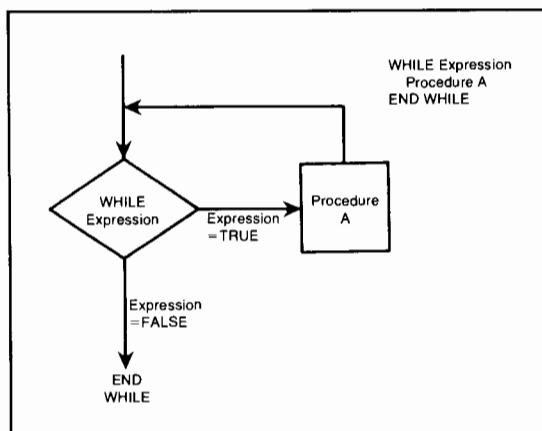 WHILE Expression
Procedure A
END WHILE
WHILE
Expression
Expression
=TRUE
Procedure
A
Expression
=FALSE
END
WHILE